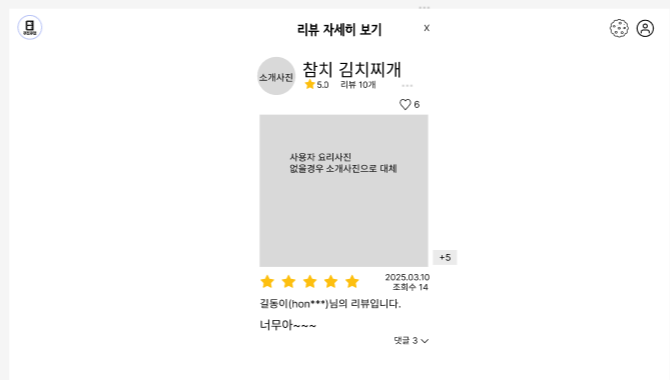 리뷰 자세히 보기
x
소개사진
참치 김치찌개
5.0 리뷰 10개
6
사용자 요리사진
없을경우 소개사진으로 대체
+5
2025.03.10
조회수 14
길동이(hon***)님의 리뷰입니다.
너무아~~~
댓글 3